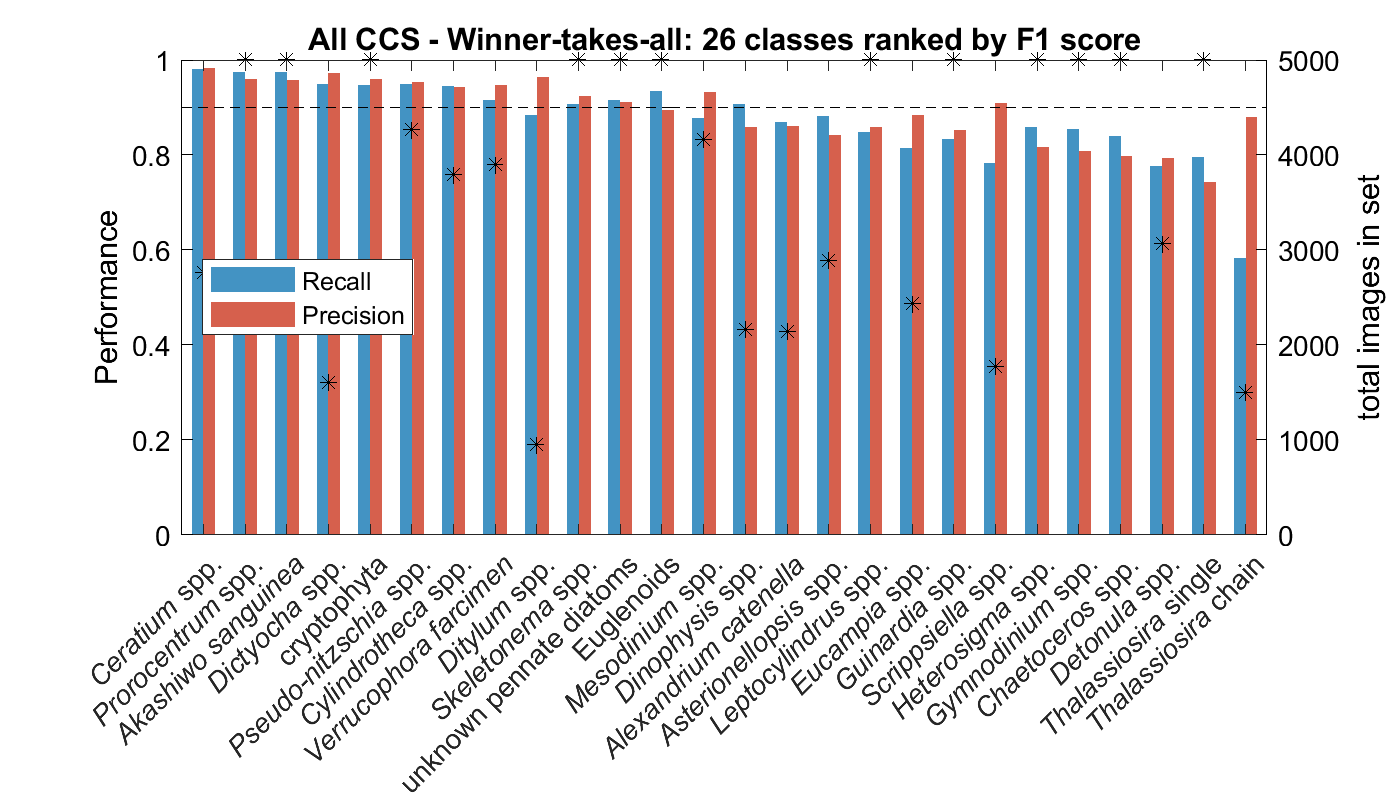 All CCS - Winner-takes-all: 26 classes ranked by F1 score
Performance
1
0.8
0.6
0.4
0.2
0
5000
4000
3000
2000
1000
0
total images in set
Recall
Precision
Ceratium spp.
Prorocentrum spp.
Akashiwo sanguinea
Dictyocha spp.
cryptophyta
Pseudo-nitzschia spp.
Cylindrotheca spp.
Verrucophora farcimen
Ditylum spp.
Skeletonema spp.
unknown pennate diatoms
Euglenoids
Mesodinium spp.
Dinophysis spp.
Alexandrium catenella
Asterionellopsis spp.
Leptocylindrus spp.
Eucampia spp.
Guinardia spp.
Scrippsiella spp.
Heterosigma spp.
Gymnodinium spp.
Chaetoceros spp.
Detonula spp.
Thalassiosira single
Thalassiosira chain